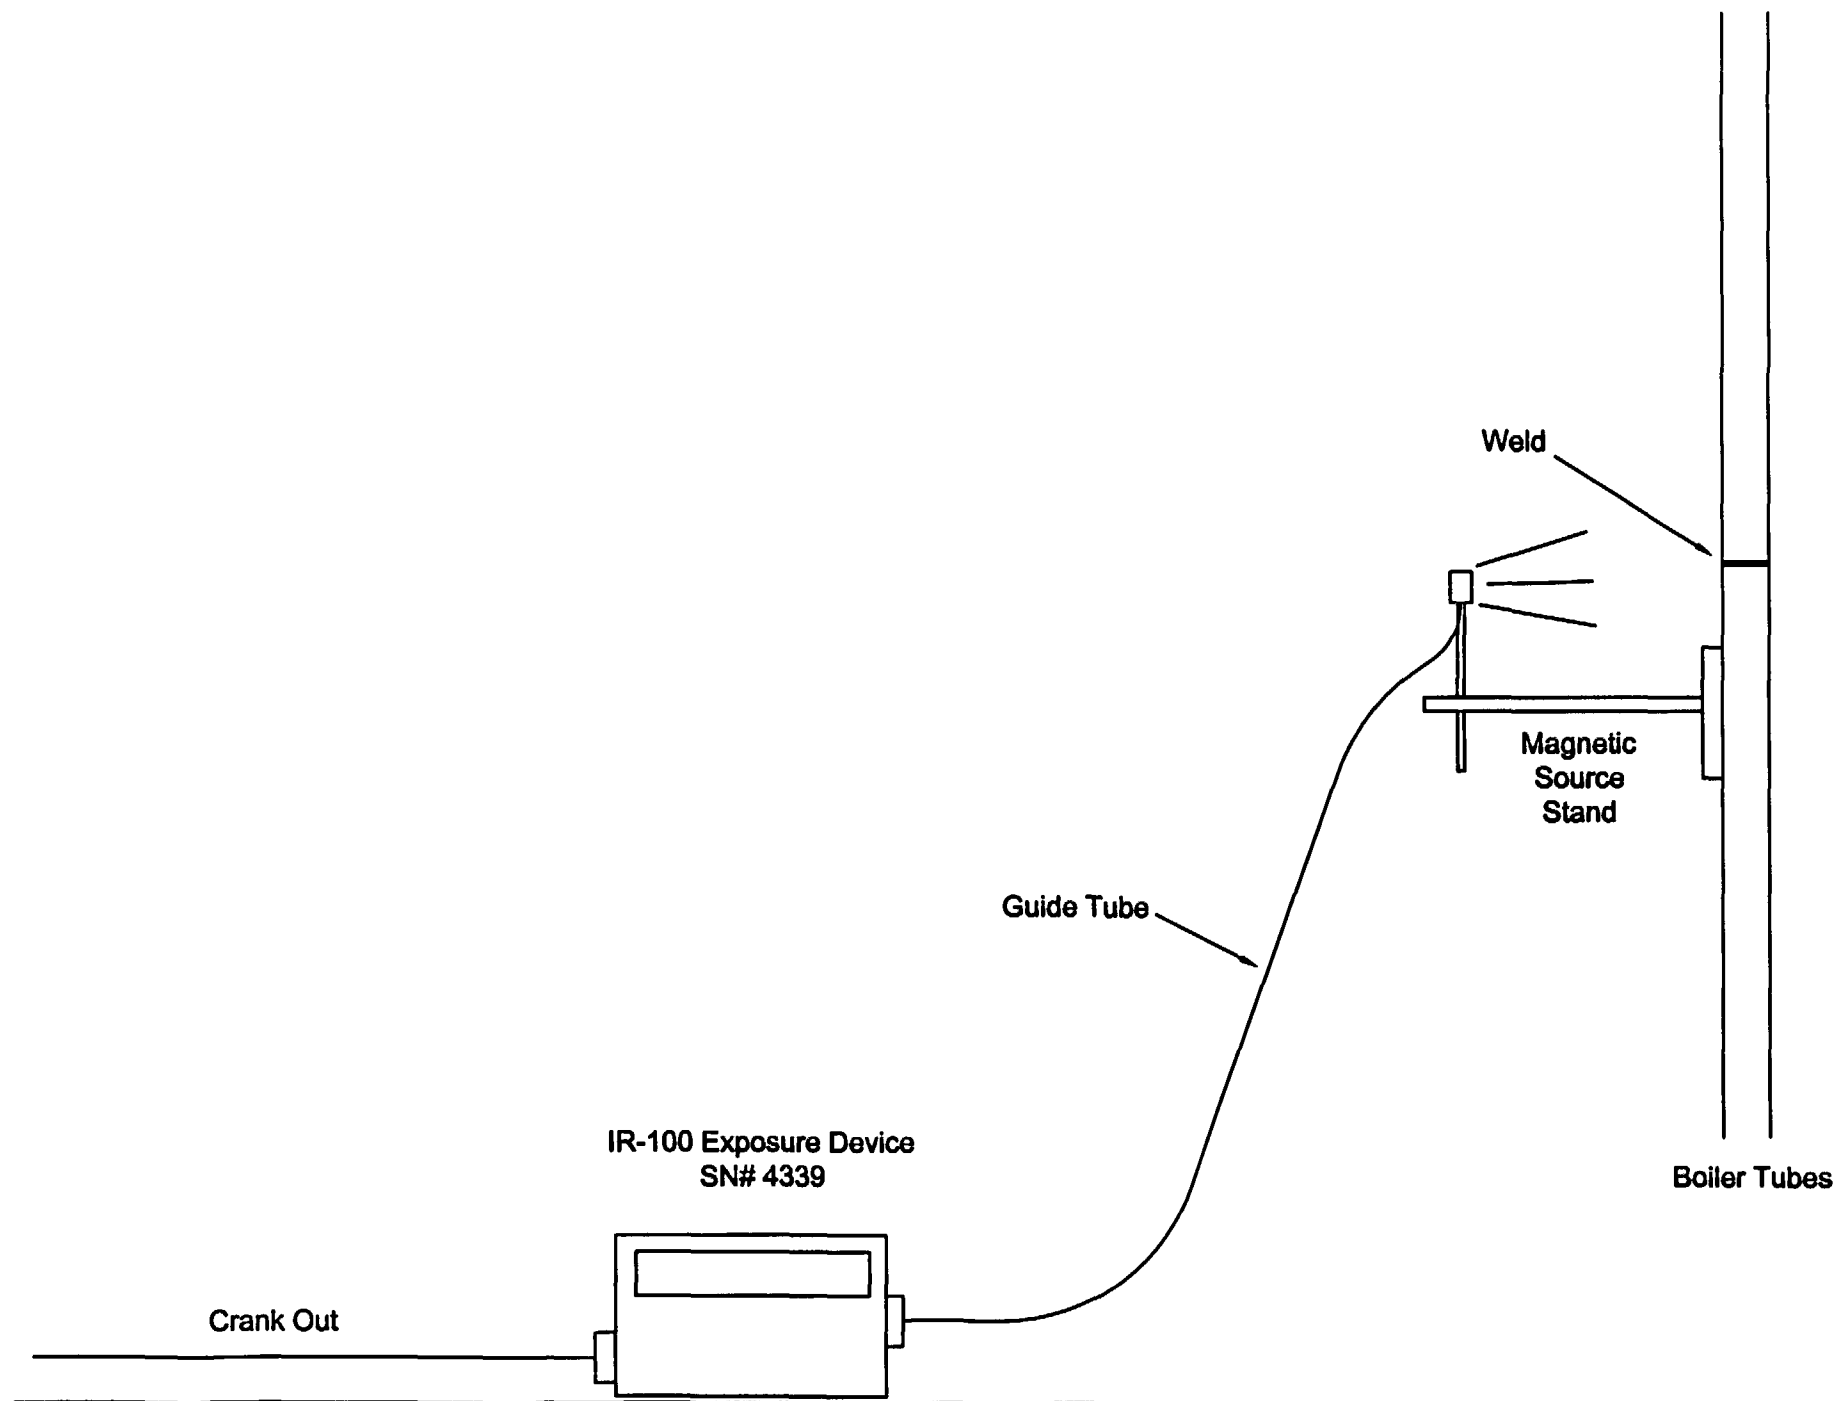 Weld
Magnetic
Source
Stand
Guide Tube
IR-100 Exposure Device
SN# 4339
Boiler Tubes
Crank Out